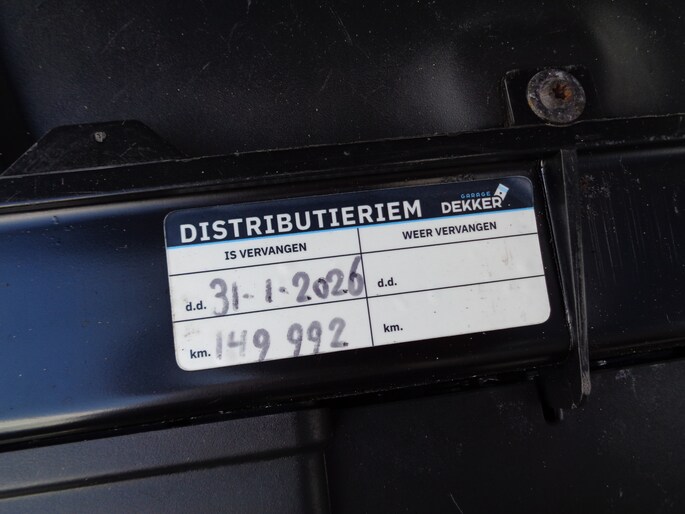 DISTRIBUTIERIEM
GARAGE
DEKKER
IS VERVANGEN
WEER VERVANGEN
d.d. 31-1-2026
d.d.
km. 149 992
km.